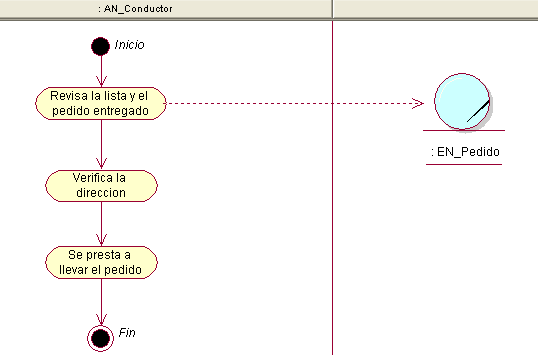 : AN_Conductor
Inicio
Revisa la lista y el
pedido entregado
: EN_Pedido
Verifica la
direccion
Se presta a
llevar el pedido
Fin